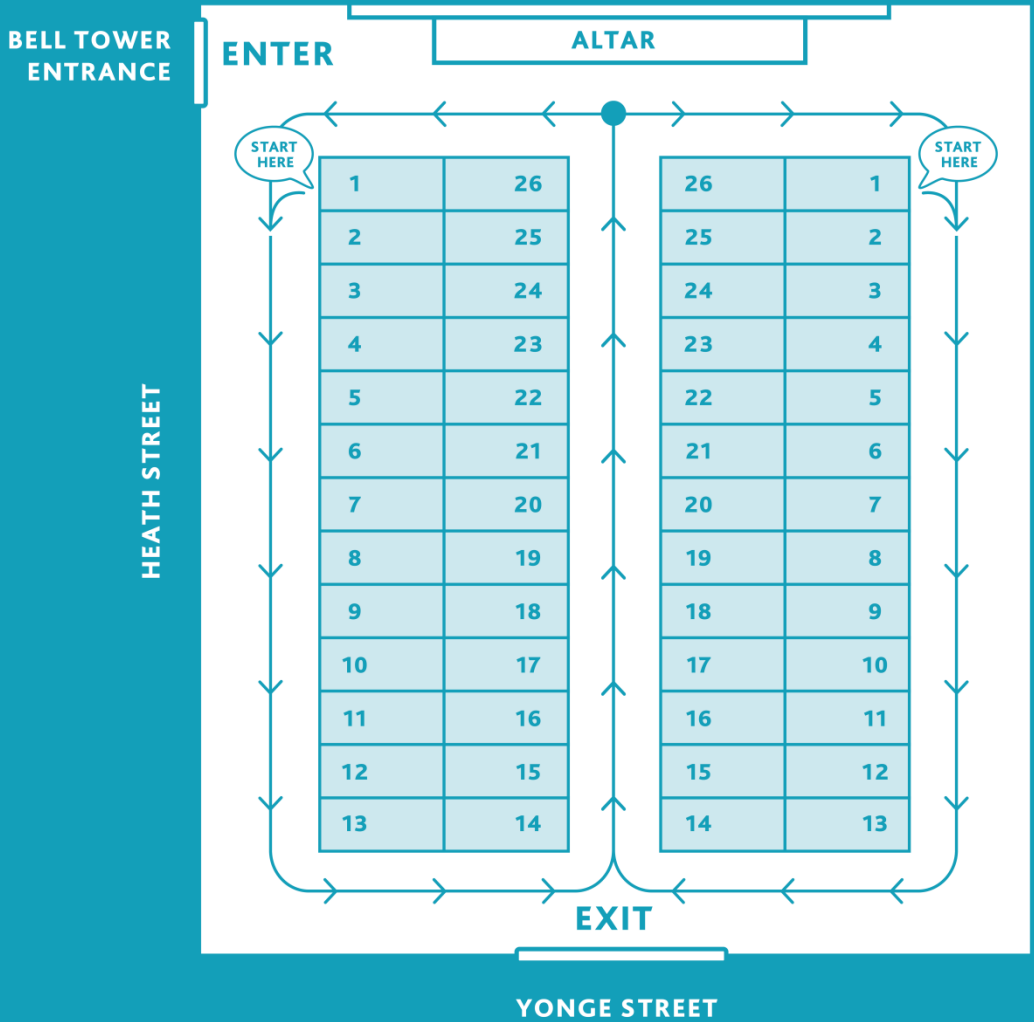 BELL TOWER
ENTRANCE
ENTER
ALTAR
START
HERE
START
HERE
1 26 26 1
2 25 25 2
3 24 24 3
4 23 23 4
5 22 22 5
6 21 21 6
7 20 20 7
8 19 19 8
9 18 18 9
10 17 17 10
11 16 16 11
12 15 15 12
13 14 14 13
HEATH STREET
EXIT
YONGE STREET